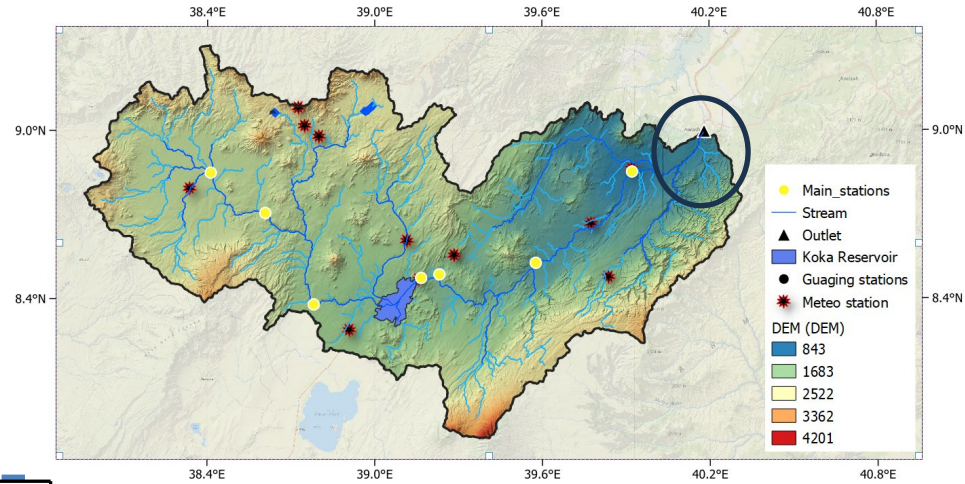 38.4°E 39.0°E 39.6°E 40.2°E 40.8°E
9.0°N 9.0°N
8.4°N 8.4°N
Main_stations
Stream
Outlet
Koka Reservoir
Guaging stations
Meteo station
DEM (DEM)
843
1683
2522
3362
4201
38.4°E 39.0°E 39.6°E 40.2°E 40.8°E